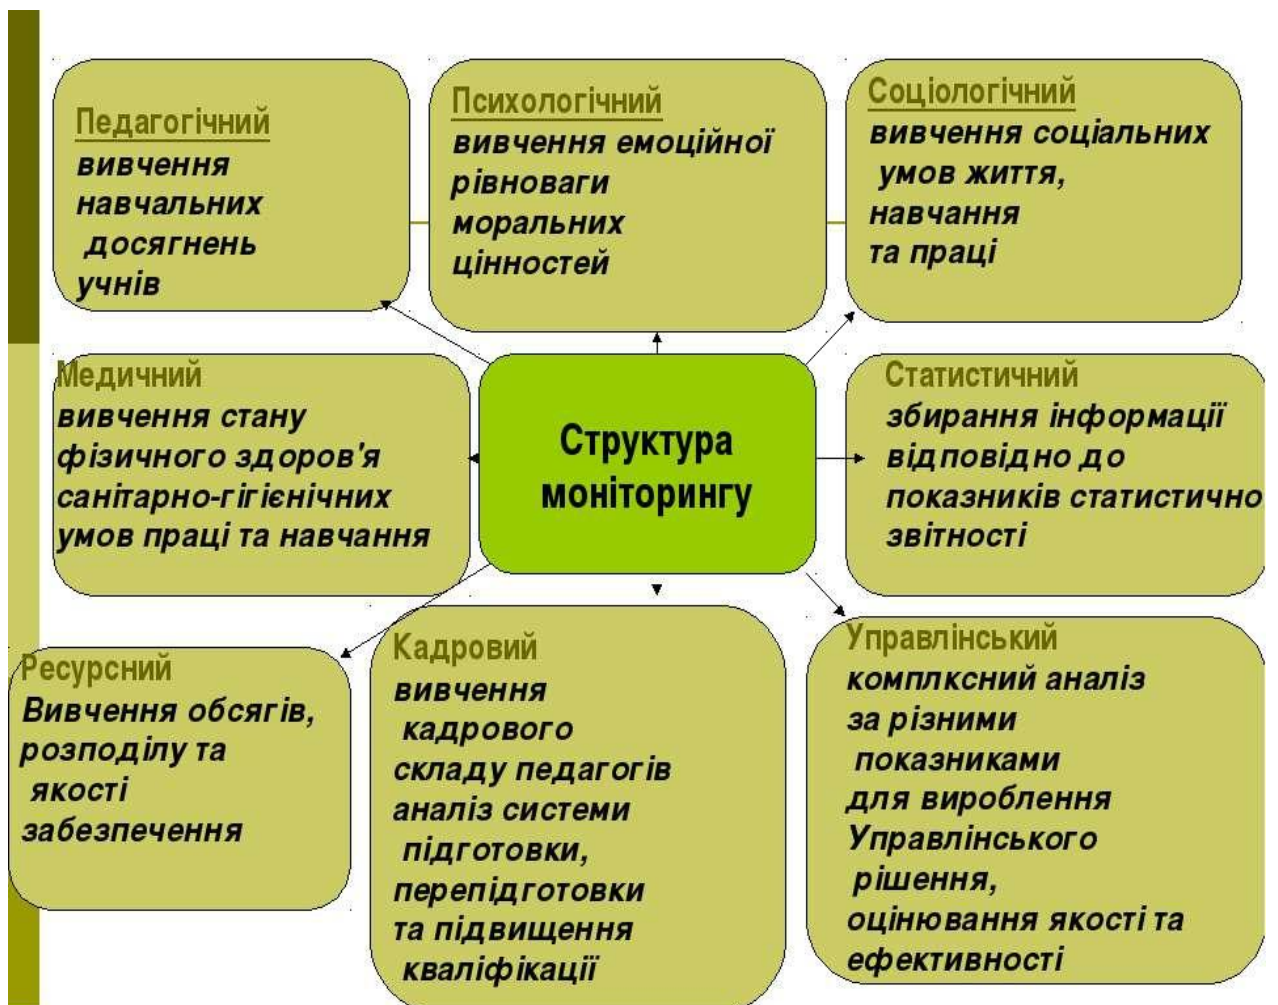 Педагогічний
вивчення
навчальних
досягнень
учнів
Психологічний
вивчення емоційної
рівноваги
моральних
цінностей
Соціологічний
вивчення соціальних
умов життя,
навчання
та праці
Медичний
вивчення стану
фізичного здоров'я
санітарно-гігієнічних
умов праці та навчання
Структура
моніторингу
Статистичний
збирання інформації
відповідно до
показників статистично
звітності
Ресурсний
Вивчення обсягів,
розподілу та
якості
забезпечення
Кадровий
вивчення
кадрового
складу педагогів
аналіз системи
підготовки,
перепідготовки
та підвищення
кваліфікації
Управлінський
комплксний аналіз
за різними
показниками
для вироблення
Управлінського
рішення,
оцінювання якості та
ефективності